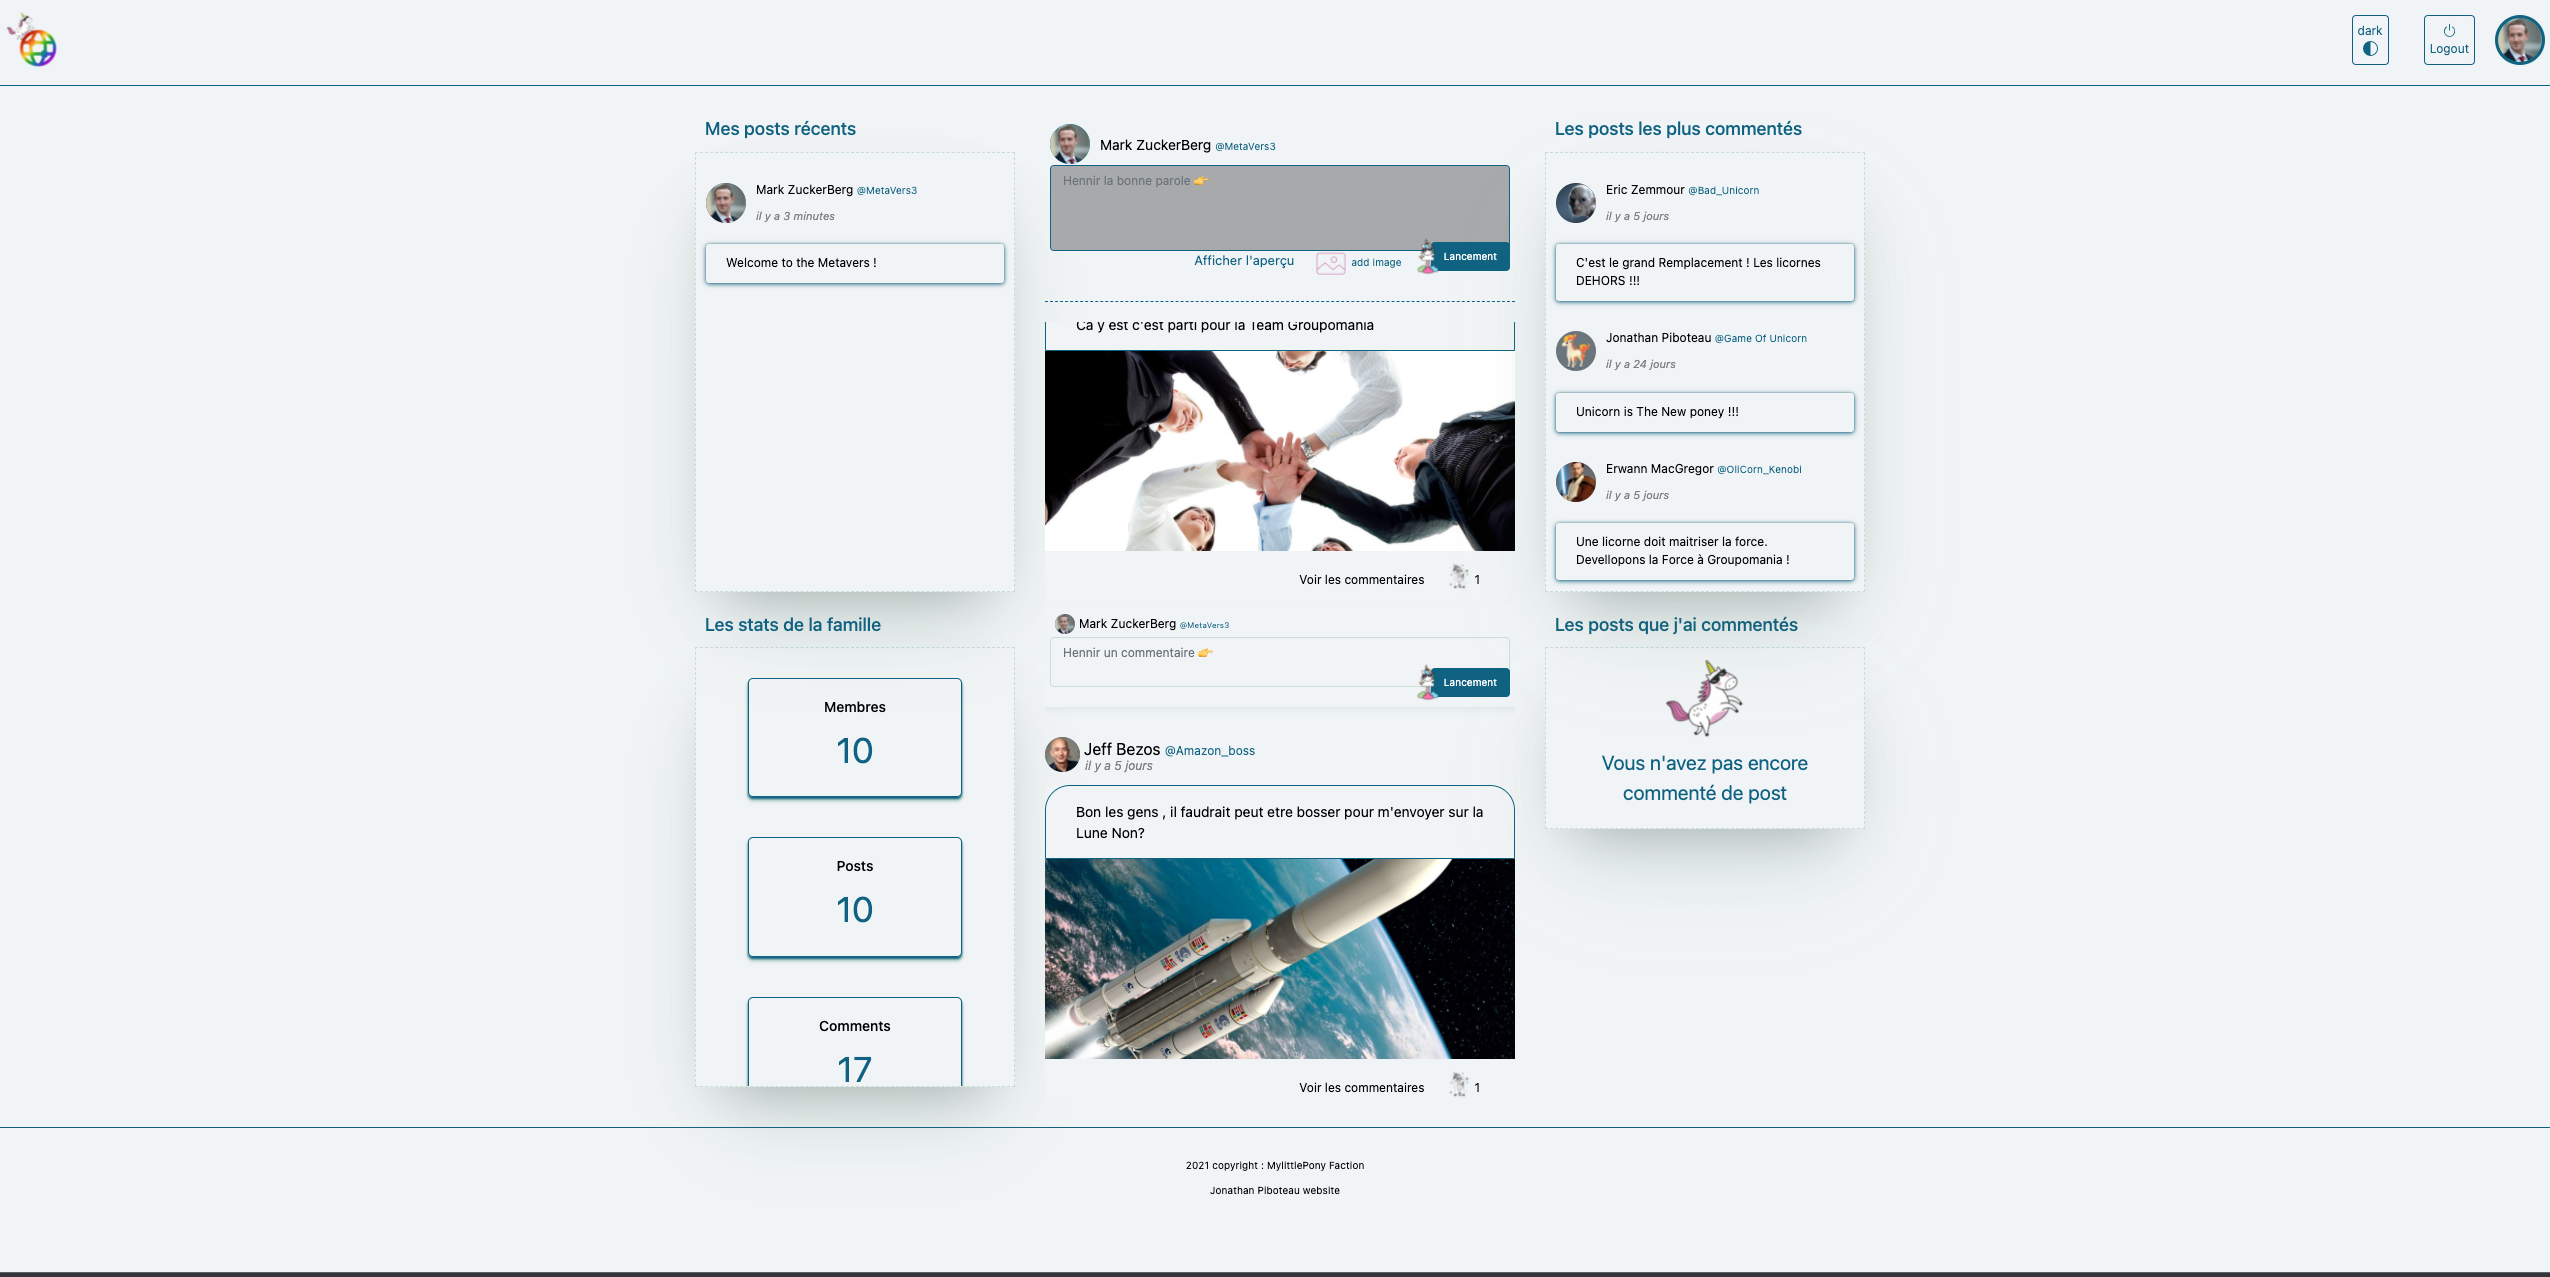 dark
Logout
Mes posts récents
Mark ZuckerBerg @MetaVers3
il y a 3 minutes
Welcome to the Metavers !
Les stats de la famille
Membres
10
Posts
10
Comments
17
Mark ZuckerBerg @MetaVers3
Hennir la bonne parole 👉
Afficher l'aperçu
add image
Lancement
Ca y est c'est parti pour la Team Groupomania
Voir les commentaires
1
Mark ZuckerBerg @MetaVers3
Hennir un commentaire 👉
Lancement
Jeff Bezos @Amazon_boss
il y a 5 jours
Bon les gens , il faudrait peut etre bosser pour m'envoyer sur la
Lune Non?
Voir les commentaires
1
Les posts les plus commentés
Eric Zemmour @Bad_Unicorn
il y a 5 jours
C'est le grand Remplacement ! Les licornes
DEHORS !!!
Jonathan Piboteau @Game Of Unicorn
il y a 24 jours
Unicorn is The New poney !!!
Erwann MacGregor @OliCorn_Kenobi
il y a 5 jours
Une licorne doit maitriser la force.
Devellopons la Force à Groupomania !
Les posts que j'ai commentés
Vous n'avez pas encore
commenté de post
2021 copyright : MylittlePony Faction
Jonathan Piboteau website